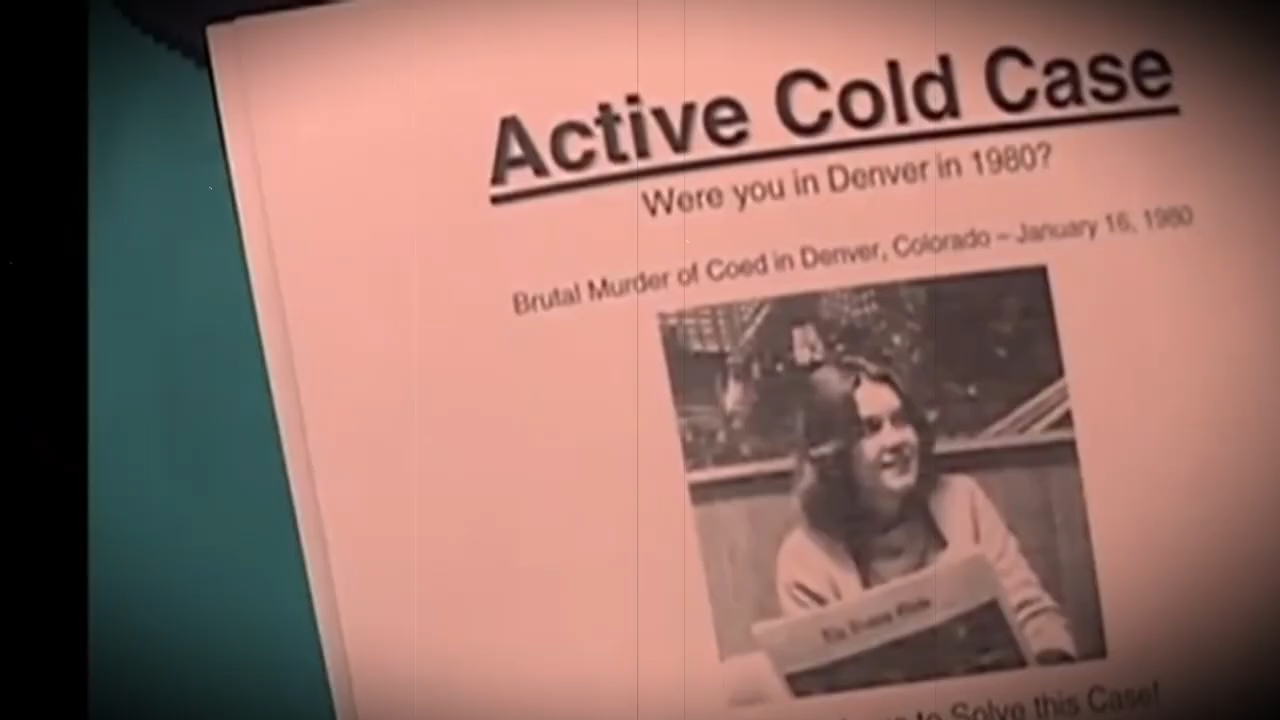 Active Cold Case
Were you in Denver in 1980?
Brutal Murder of Coed in Denver, Colorado – January 16, 1980
to Solve this Case!